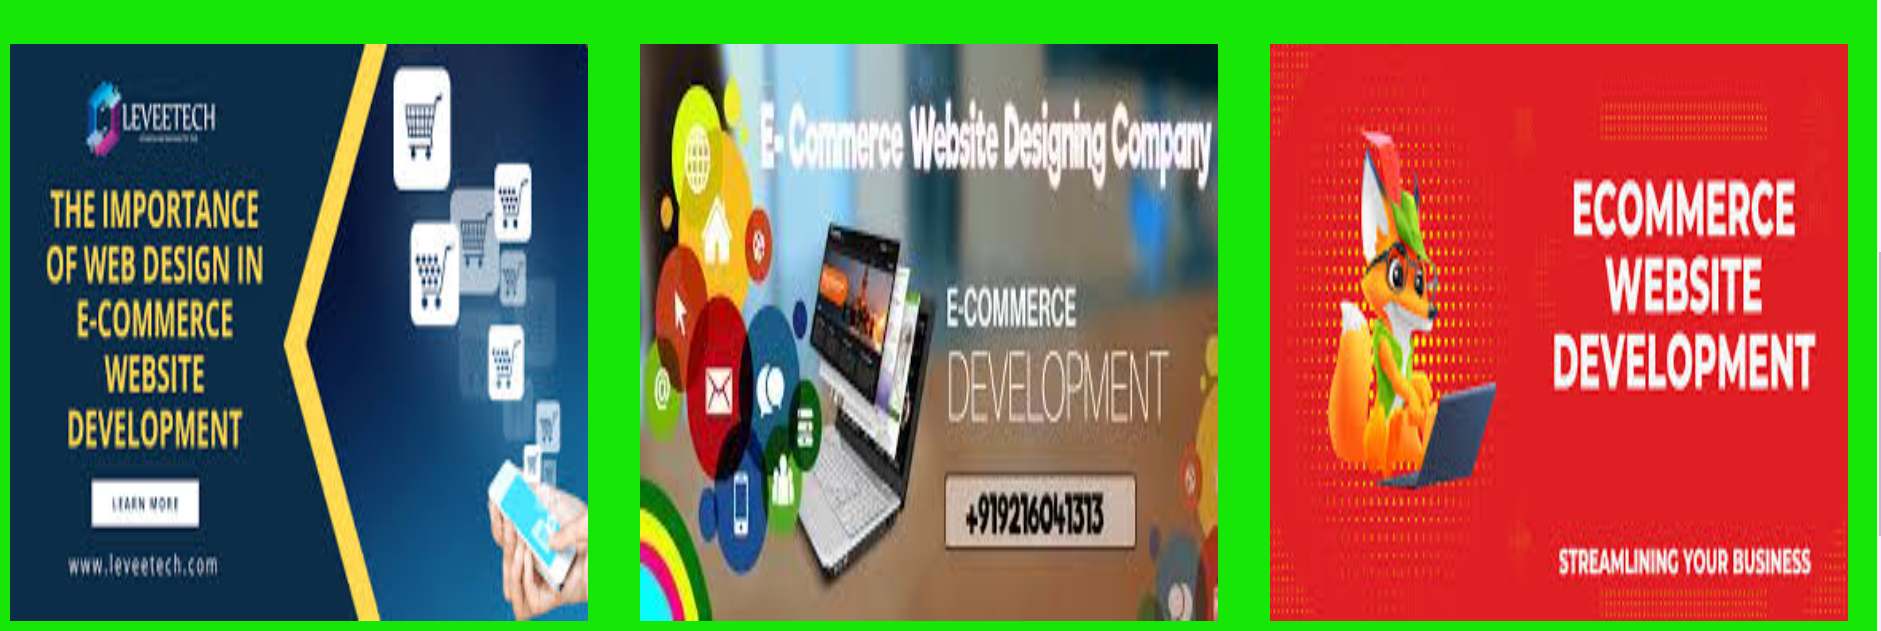 LEVEETECH
THE IMPORTANCE
OF WEB DESIGN IN
E-COMMERCE
WEBSITE
DEVELOPMENT
LEARN MORE
www.leveetech.com
E- Commerce Website Designing Company
E-COMMERCE
DEVELOPMENT
+919216041313
ECOMMERCE
WEBSITE
DEVELOPMENT
STREAMLINING YOUR BUSINESS